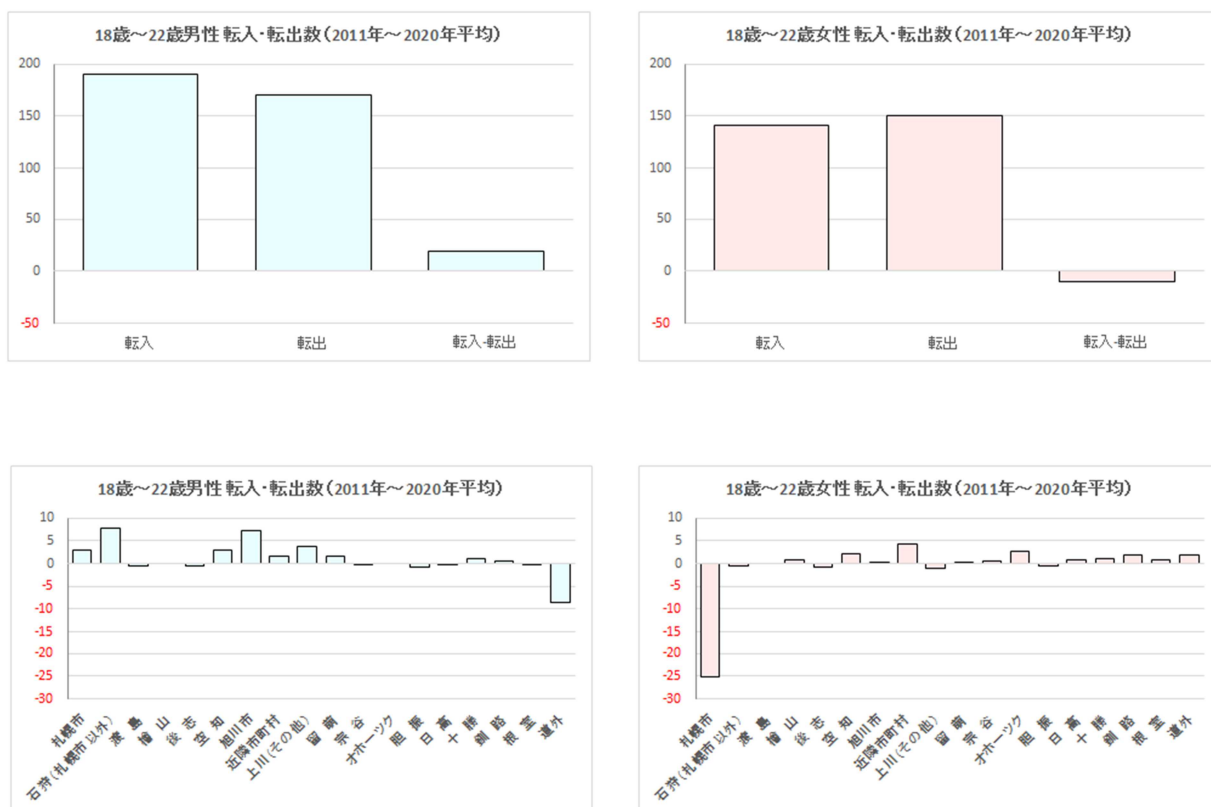 18歳～22歳男性 転入・転出数（2011年～2020年平均）
200
150
100
50
0
-50
転入
転出
転入-転出
18歳～22歳女性 転入・転出数（2011年～2020年平均）
200
150
100
50
0
-50
転入
転出
転入-転出
18歳～22歳男性 転入・転出数（2011年～2020年平均）
10
5
0
-5
-10
-15
-20
-25
-30
札幌市
石狩（札幌市以外）
渡島
檜山
後志
空知
旭川市
近隣市町村
上川（その他）
留萌
宗谷
オホーツク
胆振
日高
十勝
釧路
根室
道外
18歳～22歳女性 転入・転出数（2011年～2020年平均）
10
5
0
-5
-10
-15
-20
-25
-30
札幌市
石狩（札幌市以外）
渡島
檜山
後志
空知
旭川市
近隣市町村
上川（その他）
留萌
宗谷
オホーツク
胆振
日高
十勝
釧路
根室
道外